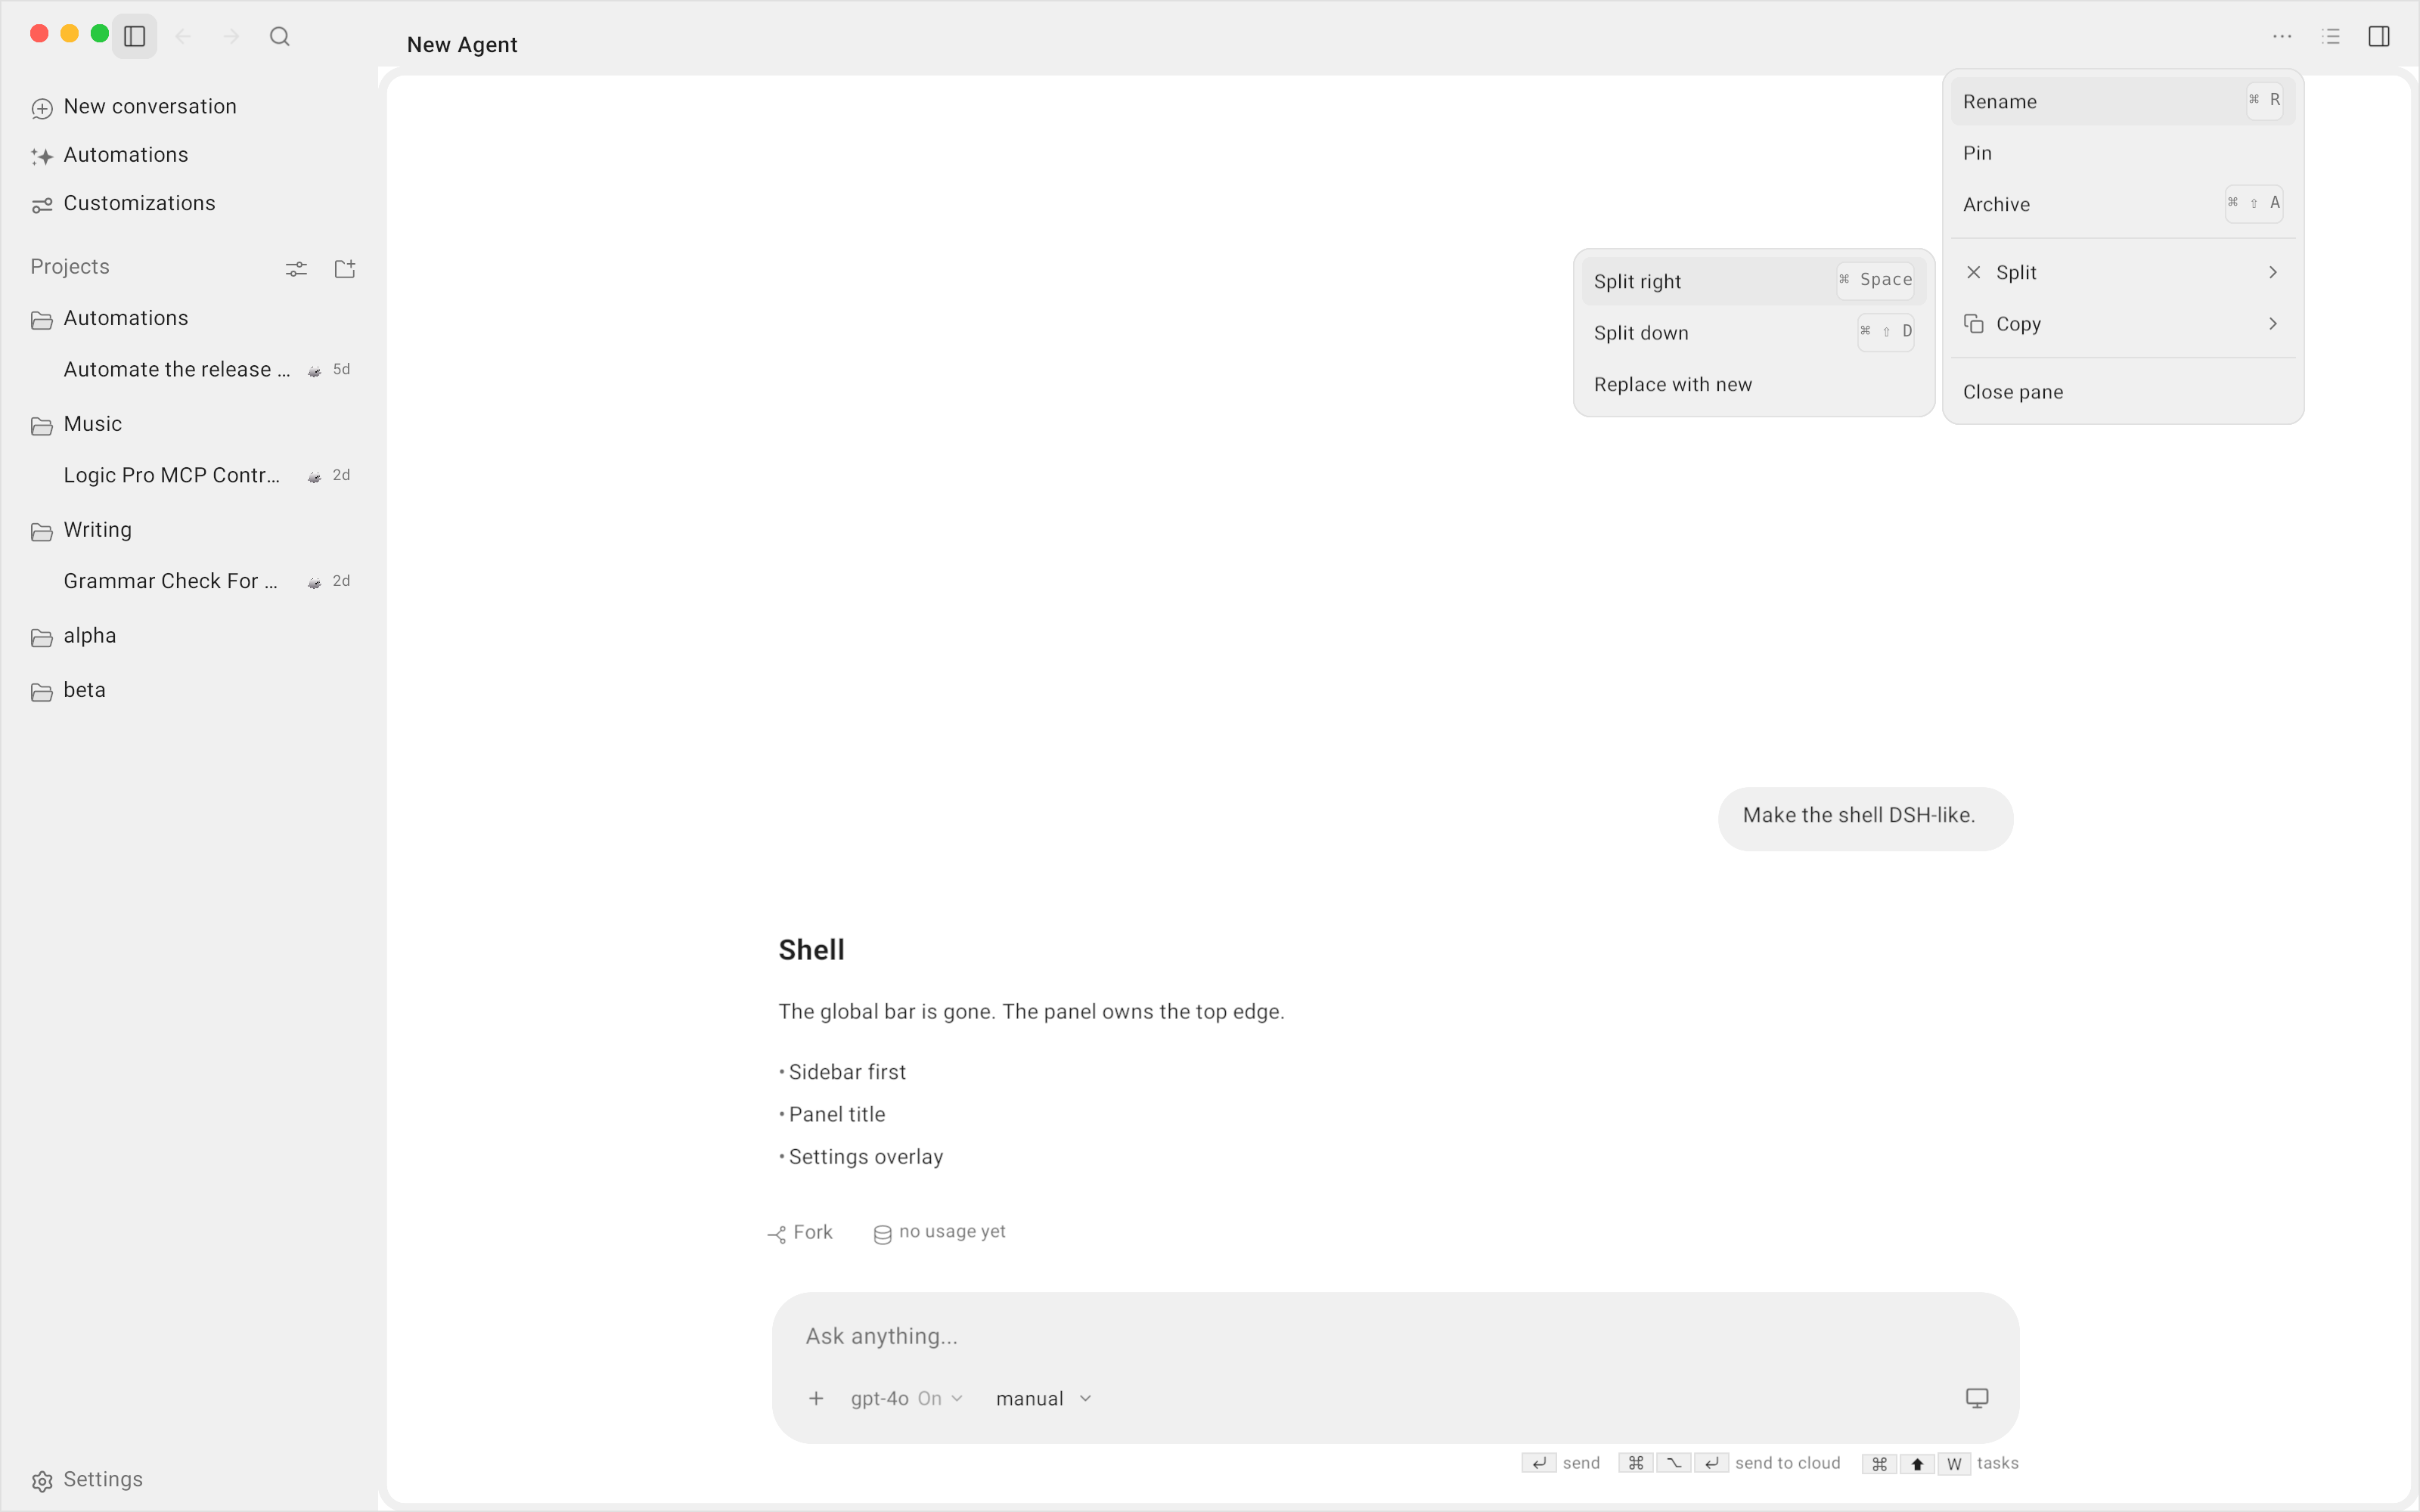 New Agent
New conversation
Automations
Customizations
Projects
Automations
Automate the release ... 5d
Music
Logic Pro MCP Contr... 2d
Writing
Grammar Check For ... 2d
alpha
beta
Settings
Rename ⌘ R
Pin
Archive ⌘ ⇧ A
Split
Copy
Close pane
Split right ⌘ Space
Split down ⌘ ⇧ D
Replace with new
Make the shell DSH-like.
Shell
The global bar is gone. The panel owns the top edge.
• Sidebar first
• Panel title
• Settings overlay
Fork no usage yet
Ask anything...
gpt-4o On manual
↵ send ⌘ ⌥ ↵ send to cloud ⌘ ⬆ W tasks